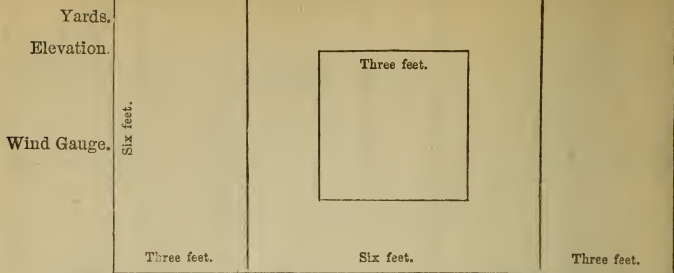 Yards.
Elevation.
Three feet.
Six feet.
Wind Gauge.
Three feet.
Six feet.
Three feet.